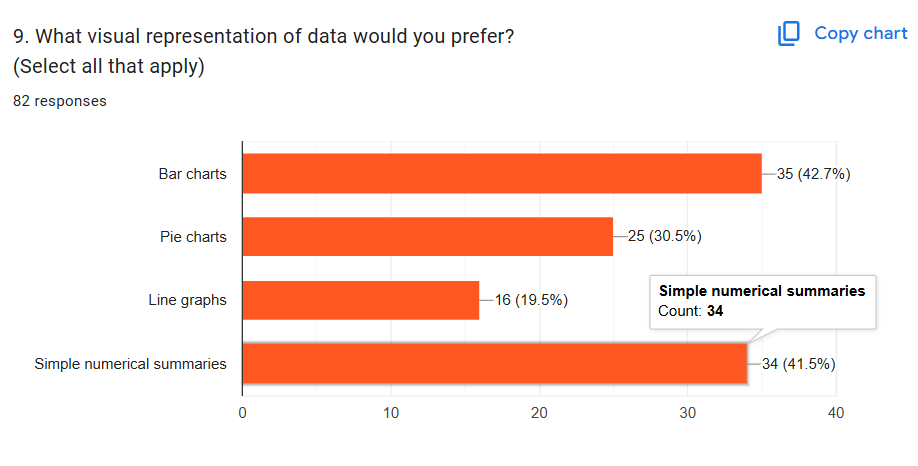 9. What visual representation of data would you prefer?
Copy chart
(Select all that apply)
82 responses
Bar charts
35 (42.7%)
Pie charts
25 (30.5%)
Line graphs
16 (19.5%)
Simple numerical summaries
Count: 34
Simple numerical summaries
34 (41.5%)
0 10 20 30 40